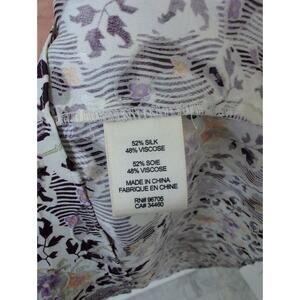 52% SILK
48% VISCOSE
52% SOIE
48% VISCOSE
MADE IN CHINA
FABRIQUE EN CHINE
RN# 96705
CA# 34460